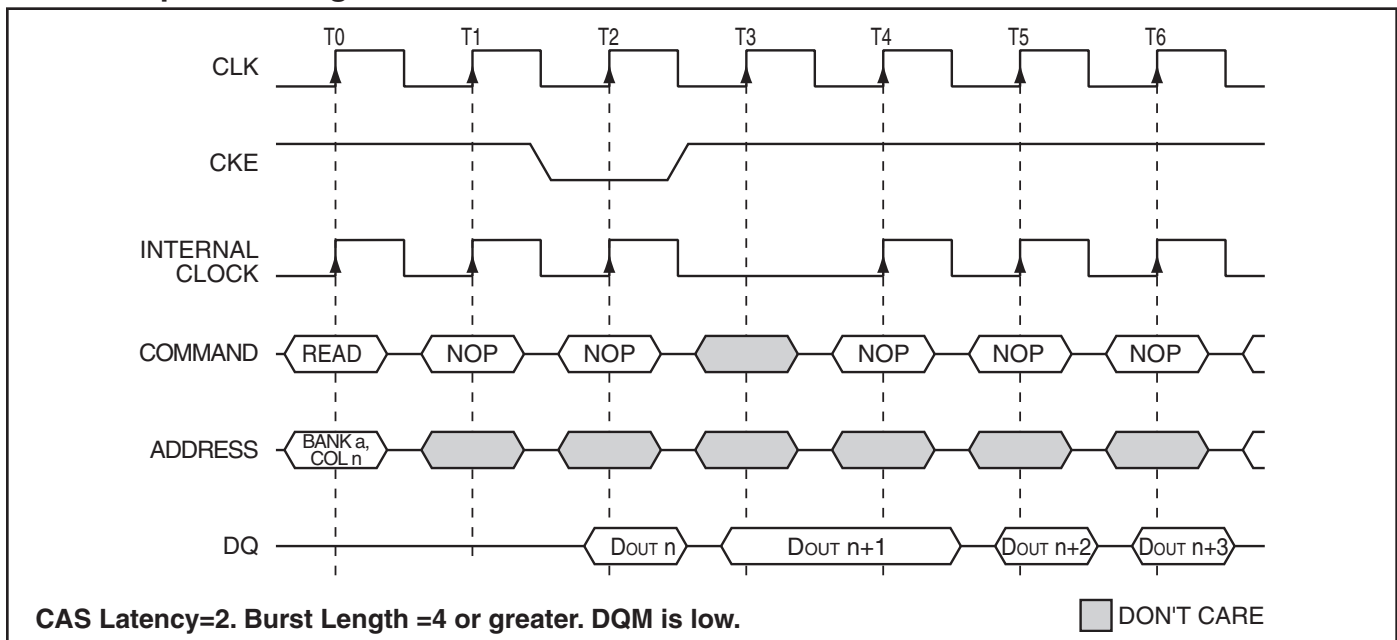 T0 T1 T2 T3 T4 T5 T6
CLK
CKE
INTERNAL
CLOCK
COMMAND READ NOP NOP NOP NOP NOP
ADDRESS BANK a,
COL n
DQ DOUT n DOUT n+1 DOUT n+2 DOUT n+3
CAS Latency=2. Burst Length =4 or greater. DQM is low. DON'T CARE